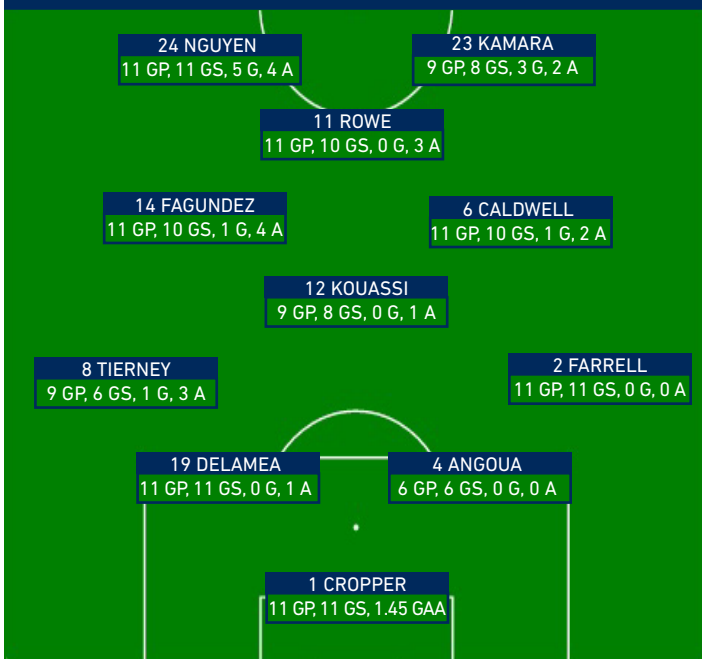 24 NGUYEN
11 GP, 11 GS, 5 G, 4 A
23 KAMARA
9 GP, 8 GS, 3 G, 2 A
11 ROWE
11 GP, 10 GS, 0 G, 3 A
14 FAGUNDEZ
11 GP, 10 GS, 1 G, 4 A
6 CALDWELL
11 GP, 10 GS, 1 G, 2 A
12 KOUASSI
9 GP, 8 GS, 0 G, 1 A
8 TIERNEY
9 GP, 6 GS, 1 G, 3 A
2 FARRELL
11 GP, 11 GS, 0 G, 0 A
19 DELAMEA
11 GP, 11 GS, 0 G, 1 A
4 ANGOUA
6 GP, 6 GS, 0 G, 0 A
1 CROPPER
11 GP, 11 GS, 1.45 GAA